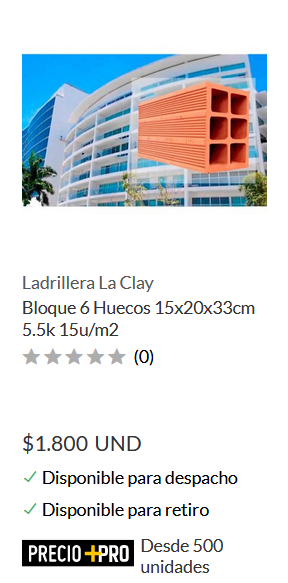 Ladrillera La Clay
Bloque 6 Huecos 15x20x33cm
5.5k 15u/m2
(0)
$1.800 UND
Disponible para despacho
Disponible para retiro
PRECIO +PRO Desde 500
unidades